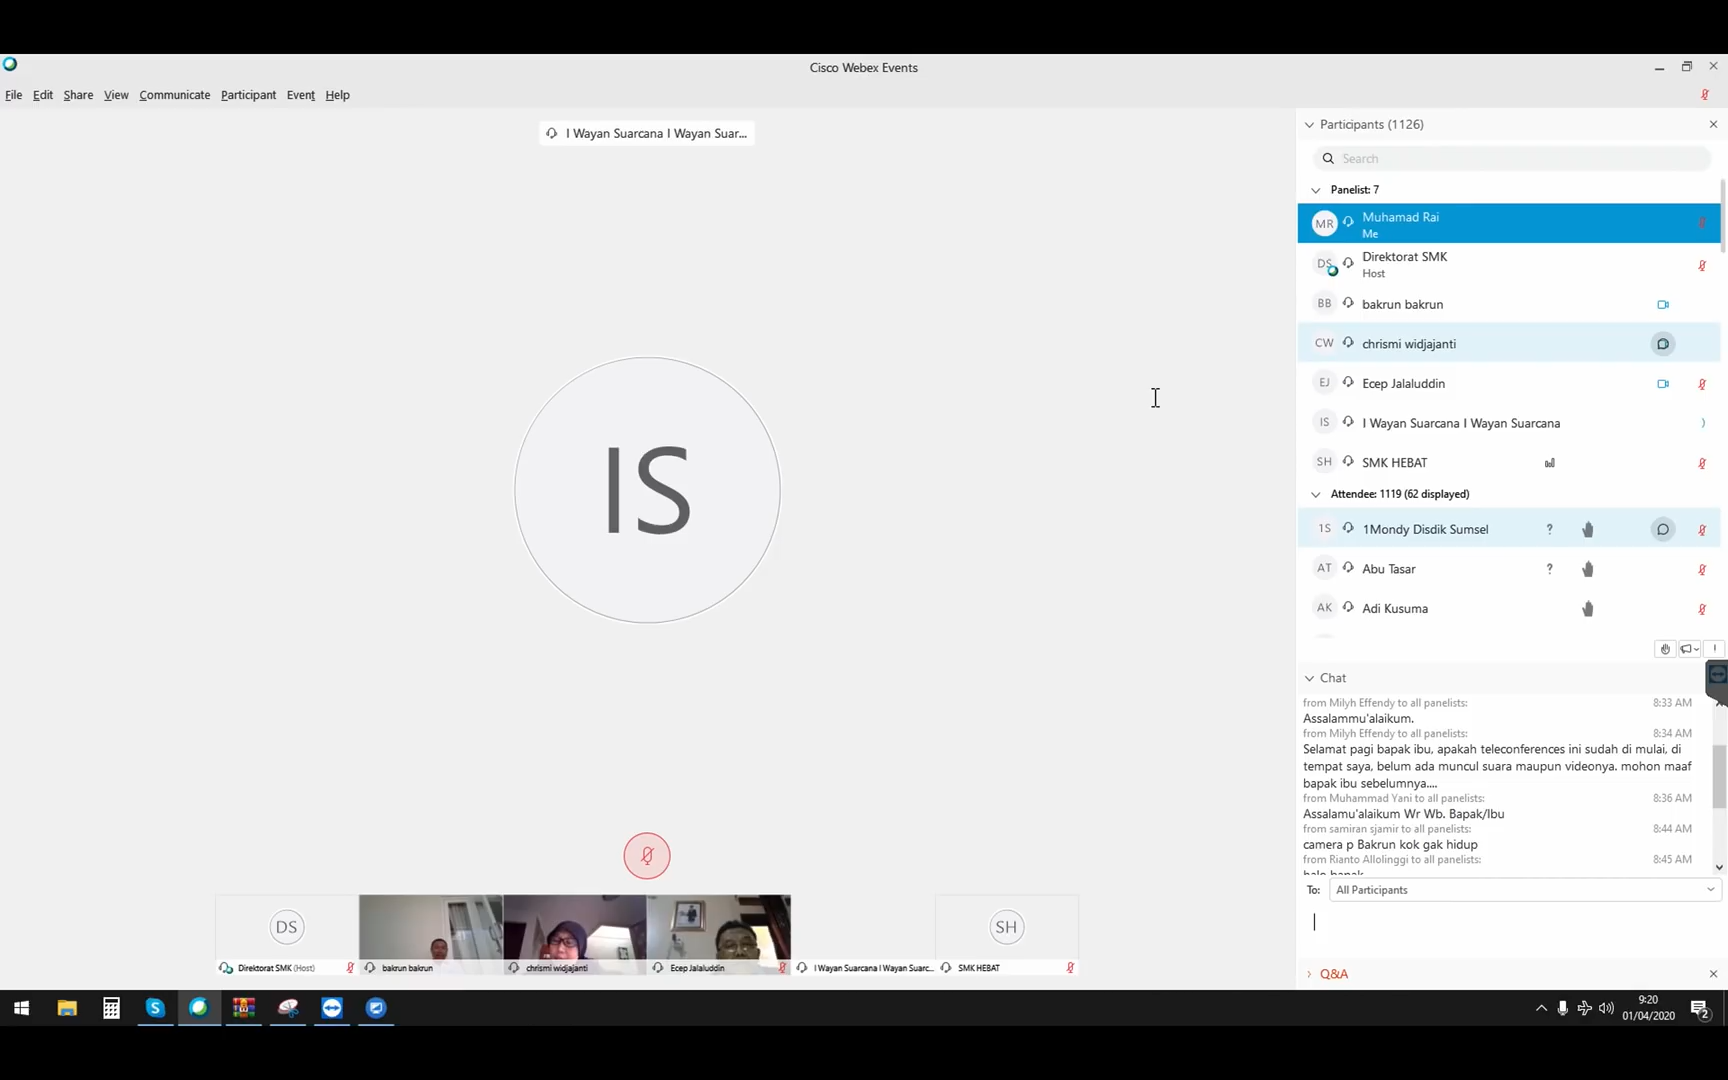 Cisco Webex Events
File Edit Share View Communicate Participant Event Help
I Wayan Suarcana I Wayan Suar...
IS
DS
Direktorat SMK (Host)
bakrun bakrun
chrismi widjajanti
Ecep Jalaluddin
I Wayan Suarcana I Wayan Suarc...
SH
SMK HEBAT
Participants (1126)
Search
Panelist: 7
MR Muhamad Rai
Me
DS Direktorat SMK
Host
BB bakrun bakrun
CW chrismi widjajanti
EJ Ecep Jalaluddin
IS I Wayan Suarcana I Wayan Suarcana
SH SMK HEBAT
Attendee: 1119 (62 displayed)
1S 1Mondy Disdik Sumsel ?
AT Abu Tasar ?
AK Adi Kusuma
Chat
from Milyh Effendy to all panelists: 8:33 AM
Assalammu'alaikum.
from Milyh Effendy to all panelists: 8:34 AM
Selamat pagi bapak ibu, apakah teleconferences ini sudah di mulai, di
tempat saya, belum ada muncul suara maupun videonya. mohon maaf
bapak ibu sebelumnya....
from Muhammad Yani to all panelists: 8:36 AM
Assalamu'alaikum Wr Wb. Bapak/Ibu
from samiran sjamir to all panelists: 8:44 AM
camera p Bakrun kok gak hidup
from Rianto Allolinggi to all panelists: 8:45 AM
halo bapak
To: All Participants
Q&A
9:20
01/04/2020
2